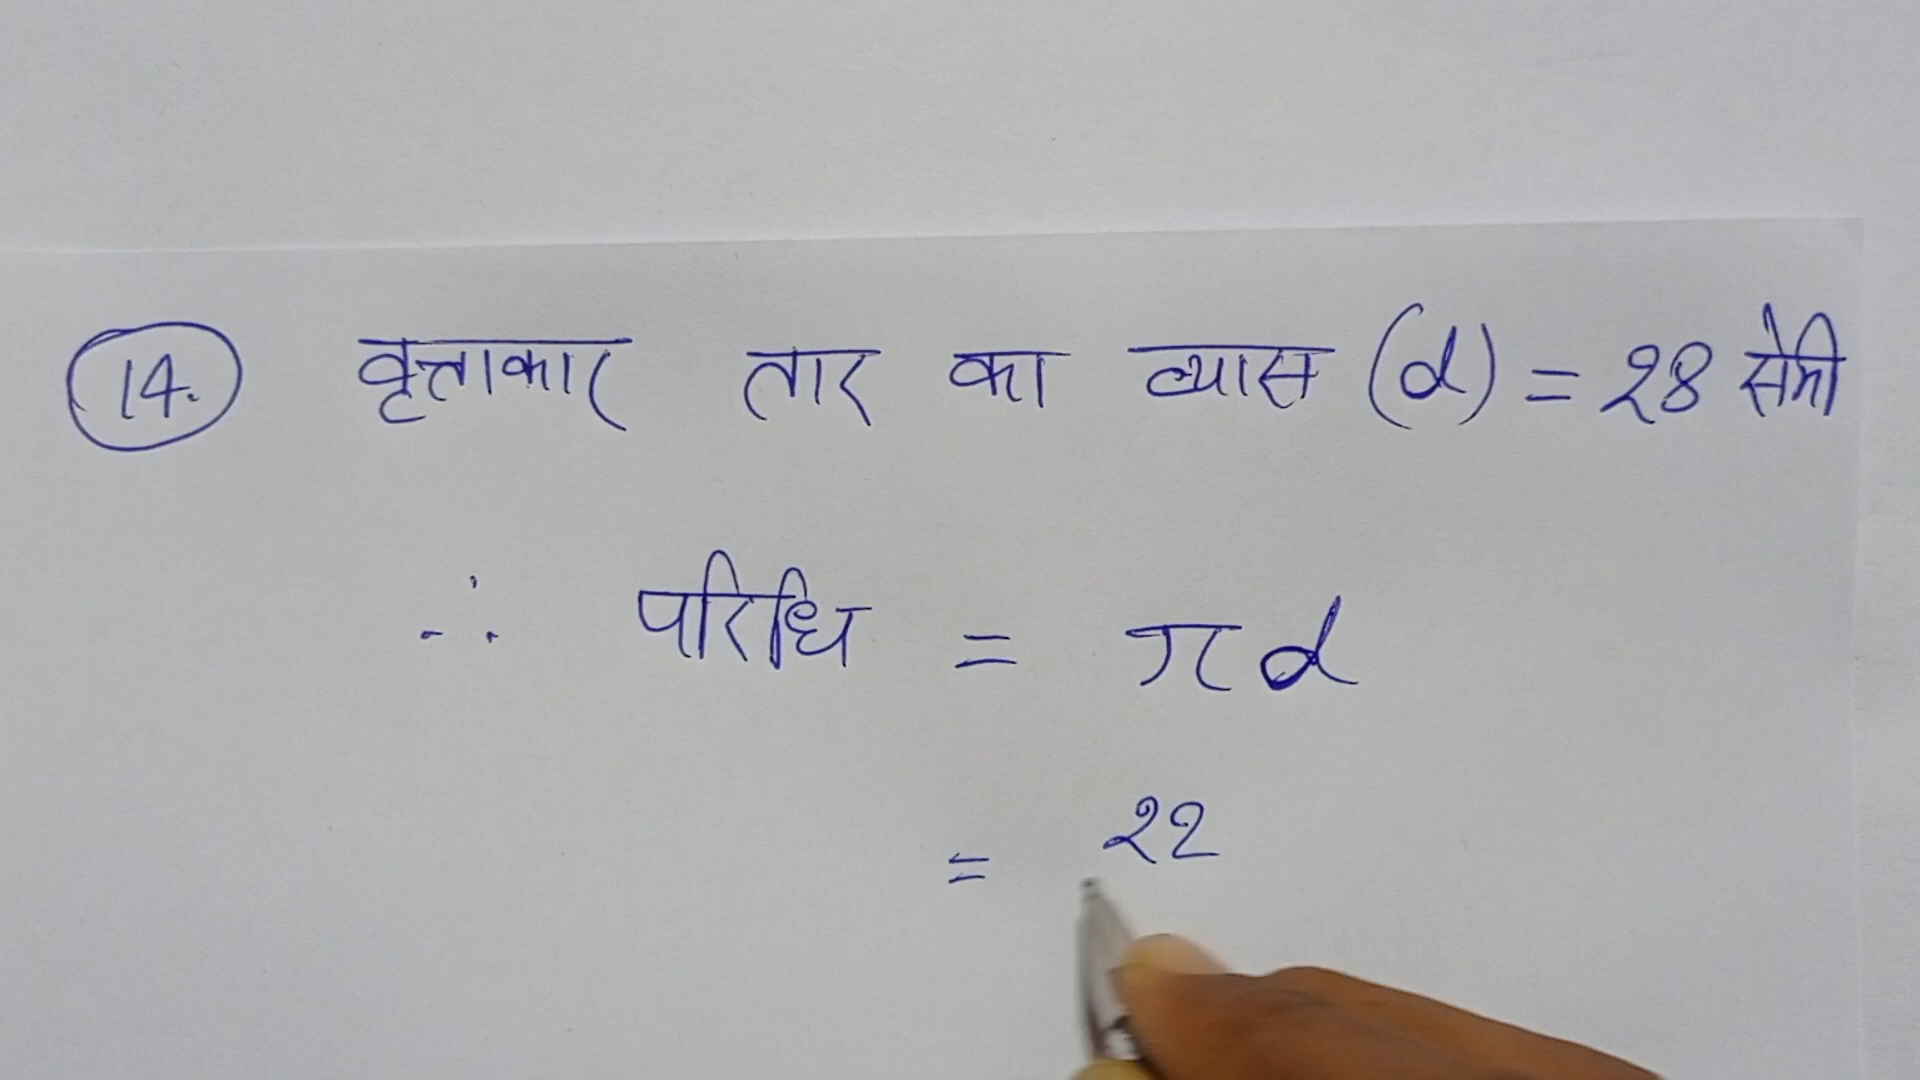 14. वृत्ताकार तार का व्यास (d) = 28 सेमी
∴ परिधि = πd
= 22